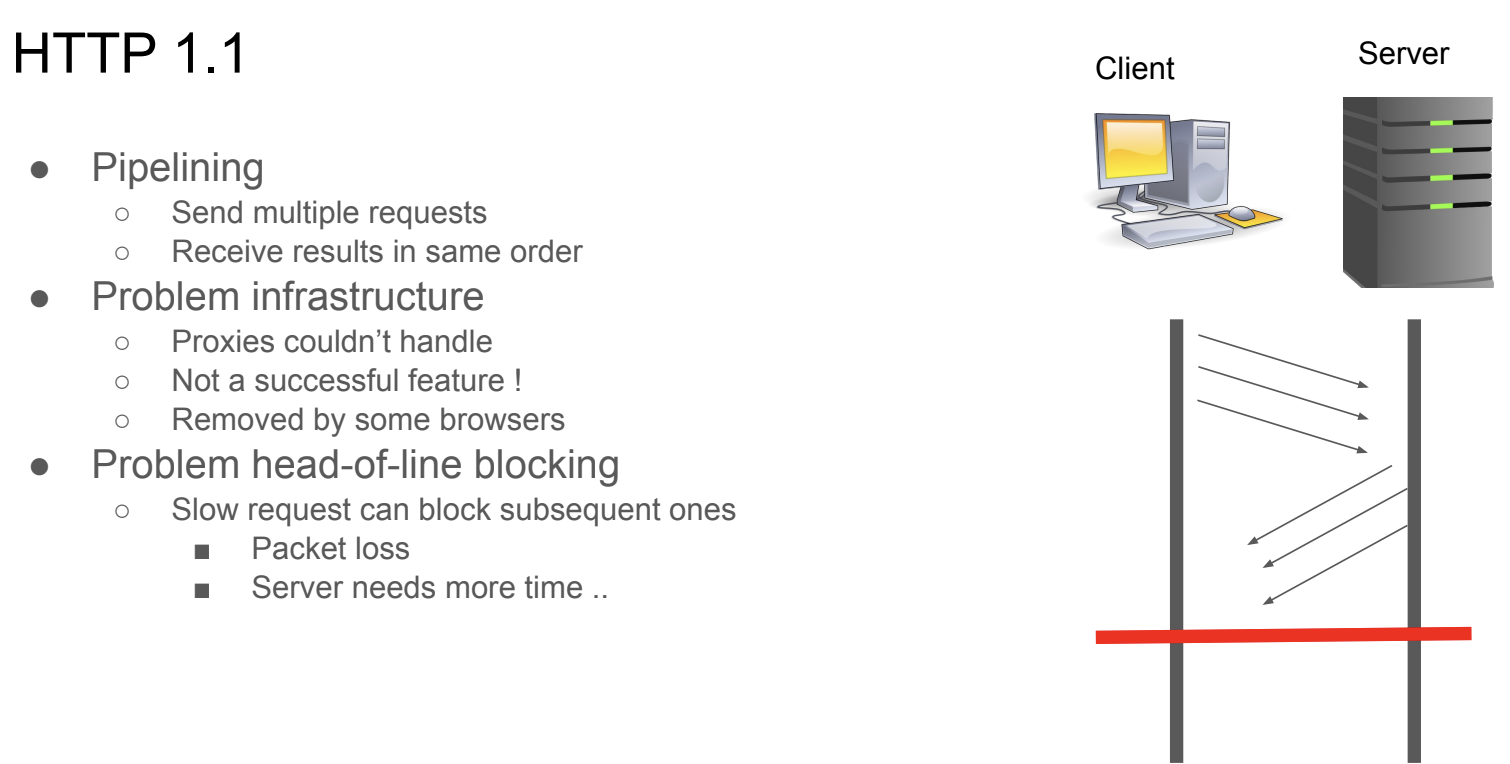 HTTP 1.1
Client
Server
● Pipelining
○ Send multiple requests
○ Receive results in same order
● Problem infrastructure
○ Proxies couldn’t handle
○ Not a successful feature !
○ Removed by some browsers
● Problem head-of-line blocking
○ Slow request can block subsequent ones
■ Packet loss
■ Server needs more time ..